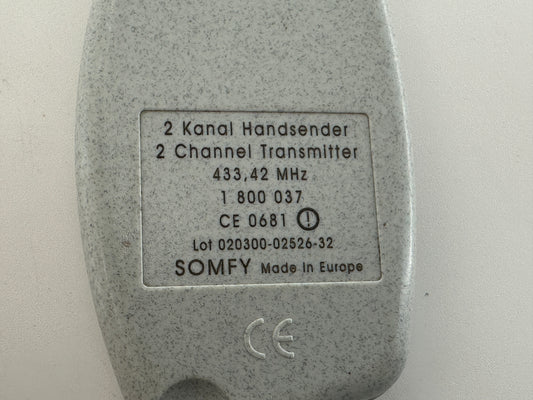 2 Kanal Handsender
2 Channel Transmitter
433,42 MHz
1 800 037
CE 0681 !
Lot 020300-02526-32
SOMFY Made in Europe
CE